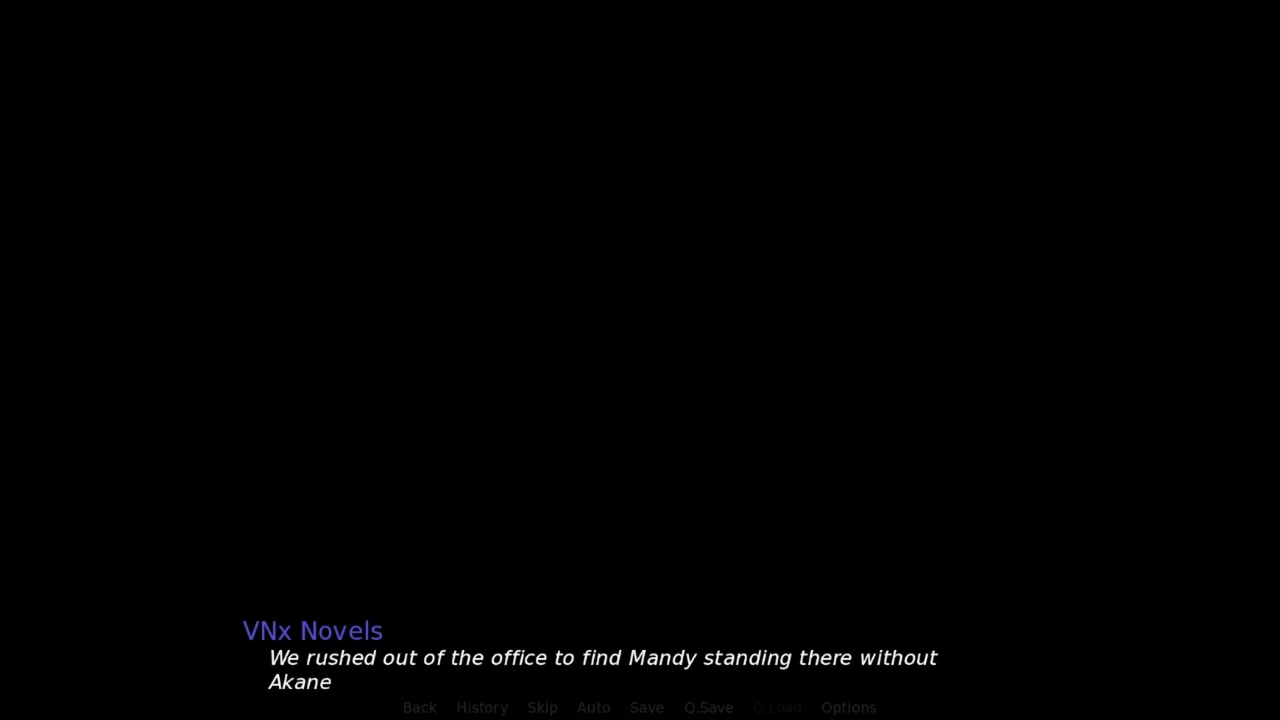 VNx Novels
We rushed out of the office to find Mandy standing there without
Akane
Back History Skip Auto Save Q.Save Q.Load Options